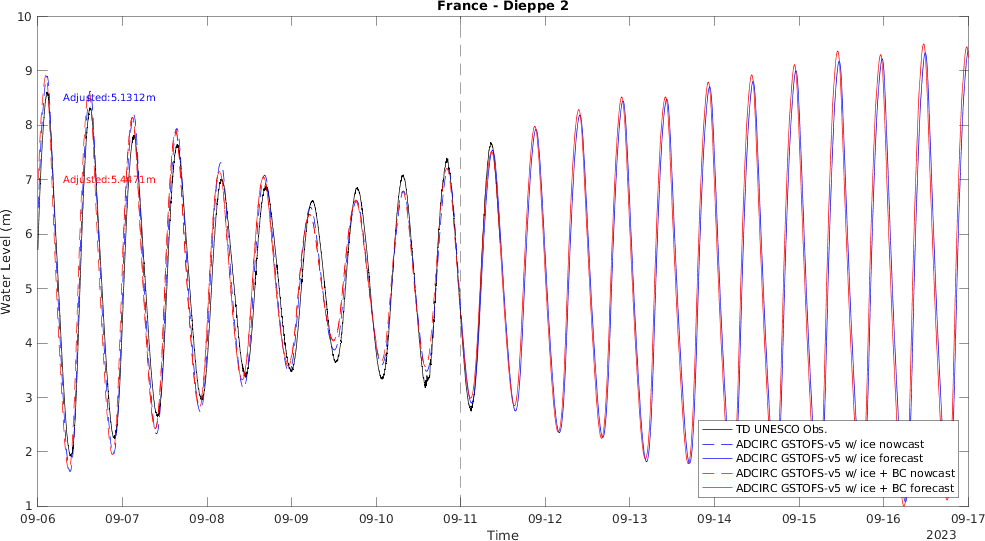 France - Dieppe 2
10
9
8
7
6
5
4
3
2
1
Water Level (m)
Adjusted:5.1312m
Adjusted:5.4471m
TD UNESCO Obs.
ADCIRC GSTOFS-v5 w/ ice nowcast
ADCIRC GSTOFS-v5 w/ ice forecast
ADCIRC GSTOFS-v5 w/ ice + BC nowcast
ADCIRC GSTOFS-v5 w/ ice + BC forecast
09-06 09-07 09-08 09-09 09-10 09-11 09-12 09-13 09-14 09-15 09-16 09-17
Time
2023